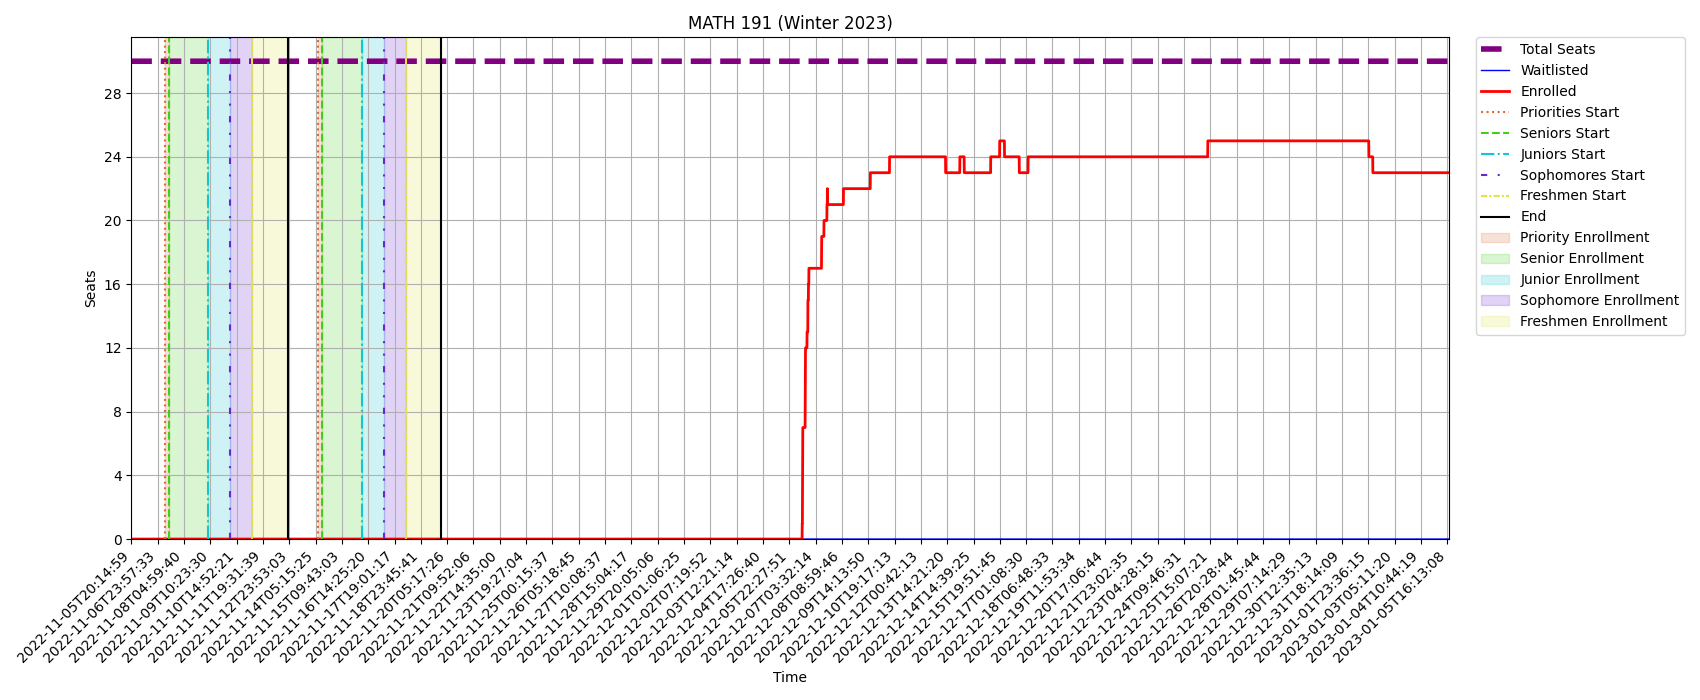 MATH 191 (Winter 2023)
Total Seats
Waitlisted
Enrolled
Priorities Start
Seniors Start
Juniors Start
Sophomores Start
Freshmen Start
End
Priority Enrollment
Senior Enrollment
Junior Enrollment
Sophomore Enrollment
Freshmen Enrollment
Seats
28
24
20
16
12
8
4
0
2022-11-05T20:14:59
2022-11-06T23:57:33
2022-11-08T04:59:40
2022-11-09T10:23:30
2022-11-10T14:52:21
2022-11-11T19:31:39
2022-11-12T23:53:03
2022-11-14T05:15:25
2022-11-15T09:43:03
2022-11-16T14:25:20
2022-11-17T19:01:17
2022-11-18T23:45:41
2022-11-20T05:17:26
2022-11-21T09:52:06
2022-11-22T14:35:00
2022-11-23T19:27:04
2022-11-25T00:15:37
2022-11-26T05:18:45
2022-11-27T10:08:37
2022-11-28T15:04:17
2022-11-29T20:05:06
2022-12-01T01:06:25
2022-12-02T07:19:52
2022-12-03T12:21:14
2022-12-04T17:26:40
2022-12-05T22:27:51
2022-12-07T03:32:14
2022-12-08T08:59:46
2022-12-09T14:13:50
2022-12-10T19:17:13
2022-12-12T00:42:13
2022-12-13T14:21:20
2022-12-14T14:39:25
2022-12-15T19:51:45
2022-12-17T01:08:30
2022-12-18T06:48:33
2022-12-19T11:53:34
2022-12-20T17:06:44
2022-12-21T23:02:35
2022-12-23T04:28:15
2022-12-24T09:46:31
2022-12-25T15:07:21
2022-12-26T20:28:44
2022-12-28T01:45:44
2022-12-29T07:14:29
2022-12-30T12:35:13
2022-12-31T18:14:09
2023-01-01T23:36:15
2023-01-03T05:11:20
2023-01-04T10:44:19
2023-01-05T16:13:08
Time